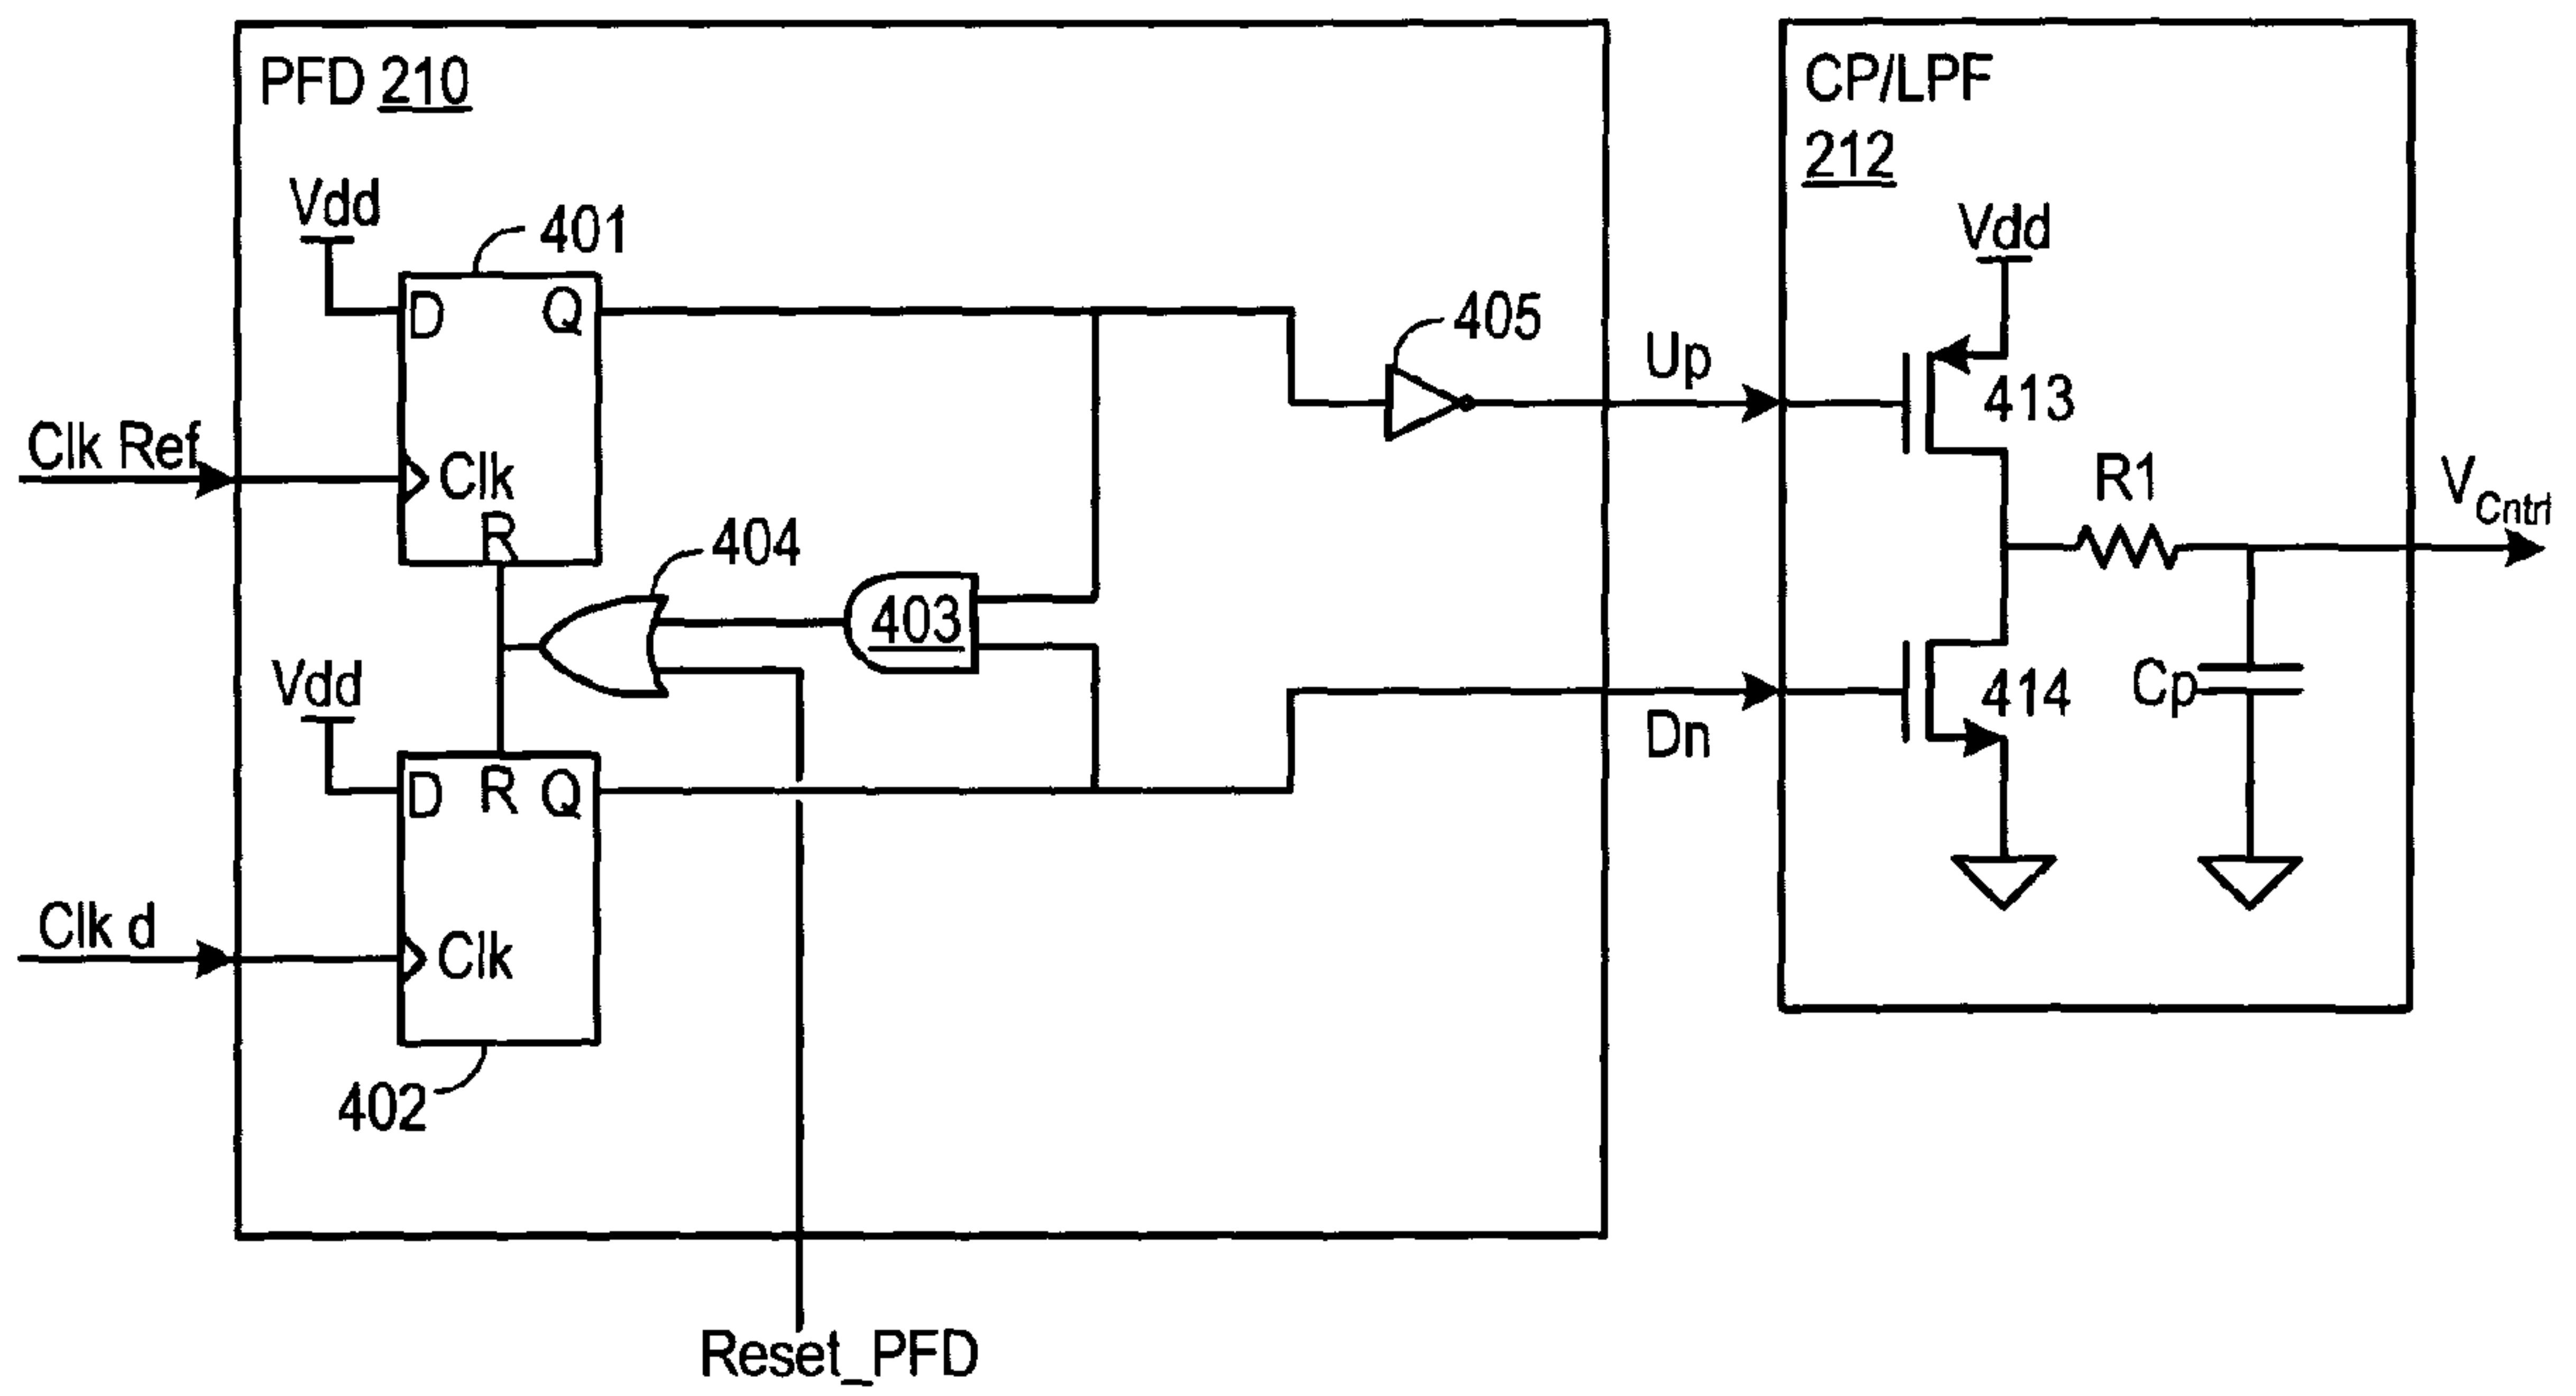 PFD 210
CP/LPF
212
Vdd
401
D Q
Clk Ref
Clk
R
405
Up
Vdd
413
R1
VCntrl
404
403
Vdd
D R Q
Dn
414
Cp
Clk d
Clk
402
Reset_PFD